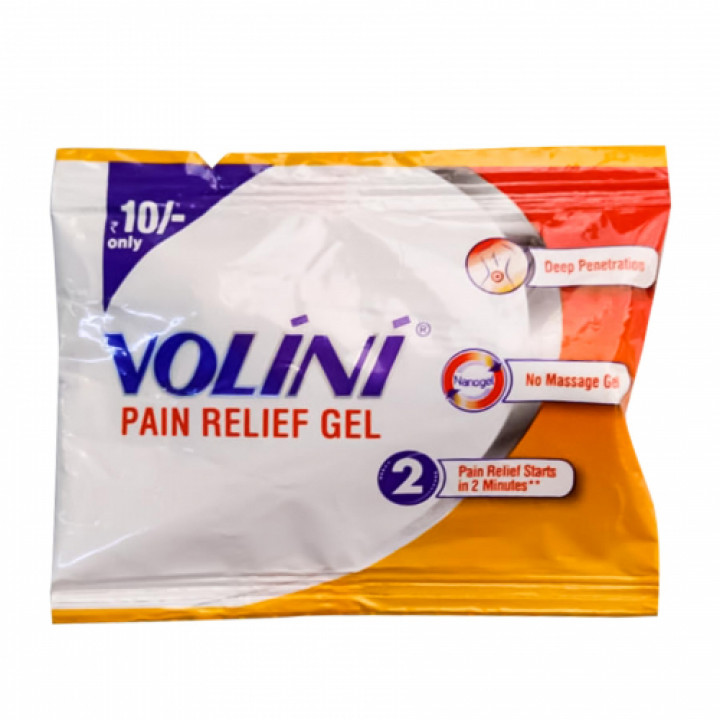 ₹ 10/-
only
VOLINI®
PAIN RELIEF GEL
Deep Penetration
Nanogel
No Massage Gel
2
Pain Relief Starts
in 2 Minutes**